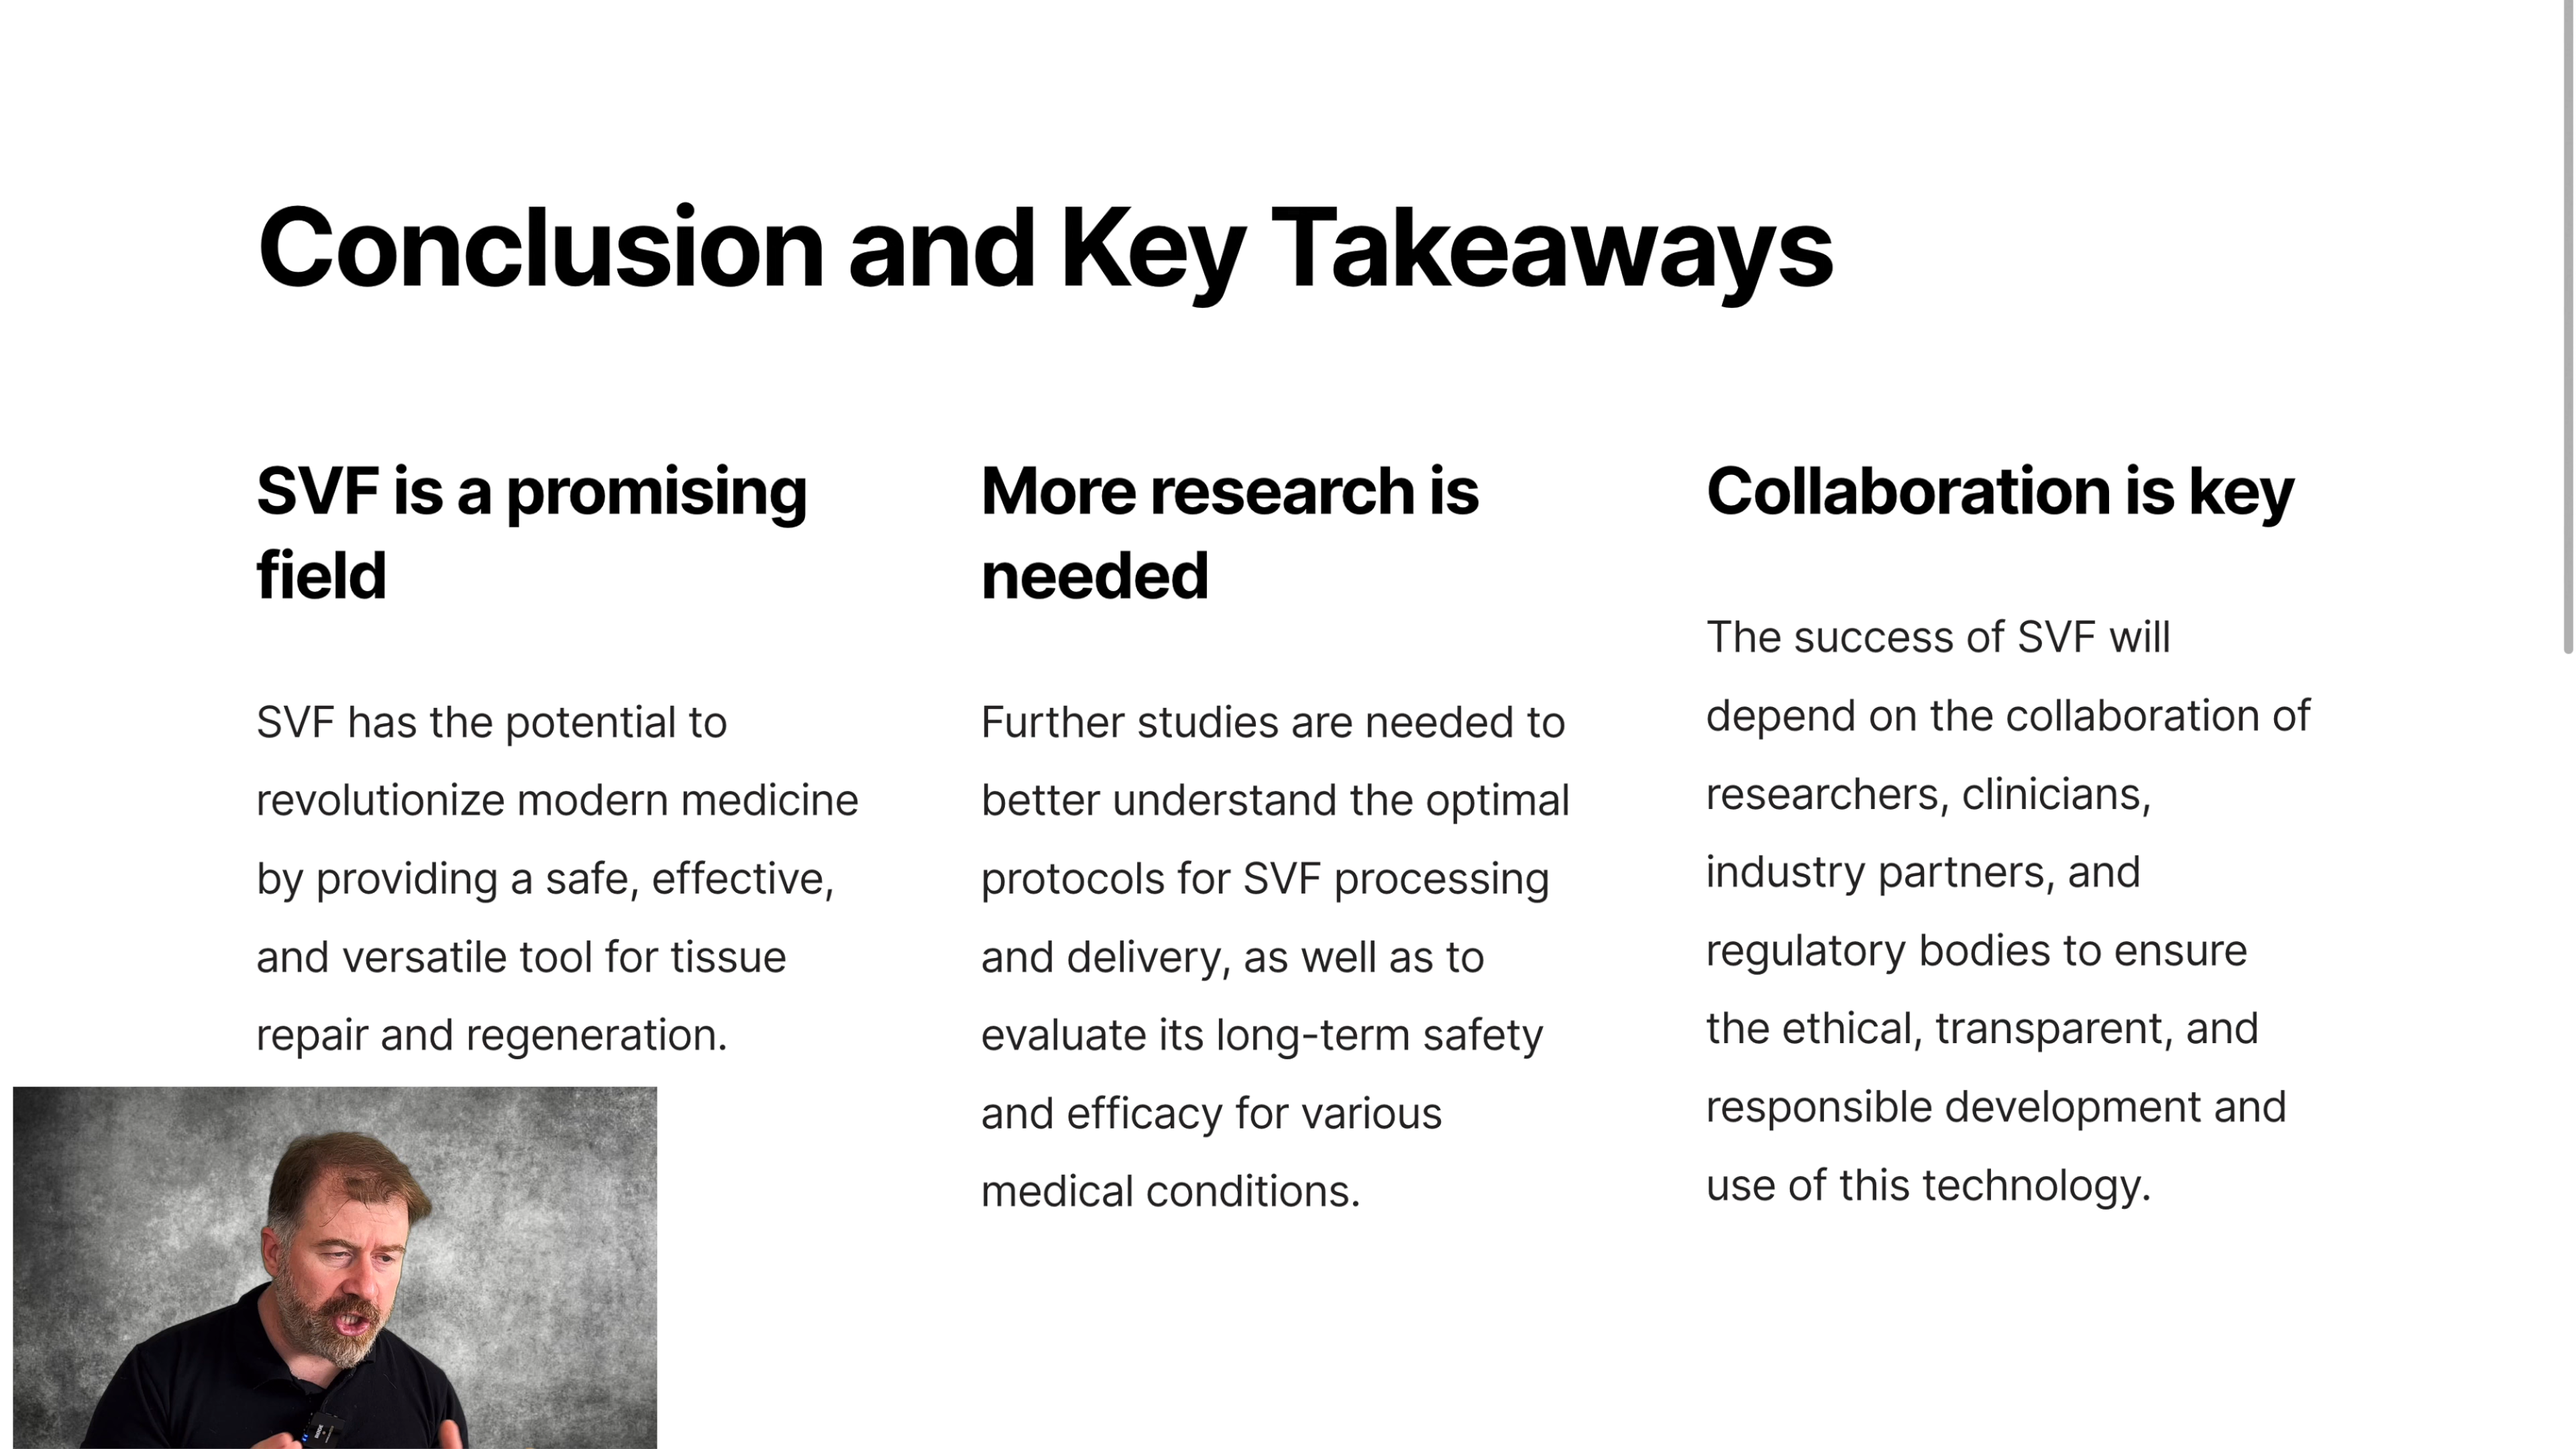 Conclusion and Key Takeaways
SVF is a promising
field
SVF has the potential to
revolutionize modern medicine
by providing a safe, effective,
and versatile tool for tissue
repair and regeneration.
More research is
needed
Further studies are needed to
better understand the optimal
protocols for SVF processing
and delivery, as well as to
evaluate its long-term safety
and efficacy for various
medical conditions.
Collaboration is key
The success of SVF will
depend on the collaboration of
researchers, clinicians,
industry partners, and
regulatory bodies to ensure
the ethical, transparent, and
responsible development and
use of this technology.